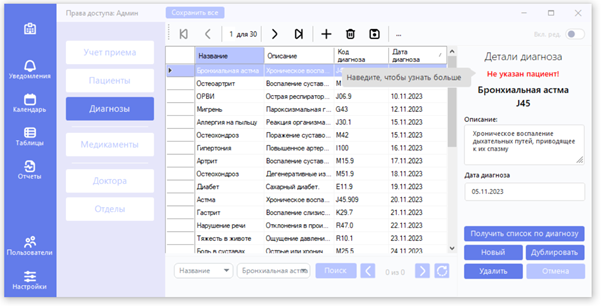 Права доступа: Админ
Сохранить все
Вкл. ред.
Уведомления
Календарь
Таблицы
Отчеты
Пользователи
Настройки
Учет приема
Пациенты
Диагнозы
Медикаменты
Доктора
Отделы
1 для 30
...
Название Описание Код диагноза Дата диагноза
Бронхиальная астма Хроническое воспа...
Наведите, чтобы узнать больше
Остеоартрит Воспаление сустав...
ОРВИ Острая респиратор... J06.9 10.11.2023
Мигрень Пароксизмальная г... G43 12.11.2023
Аллергия на пыльцу Реакция организма... J30.1 15.11.2023
Остеохондроз Поражение суставо... M42 15.11.2023
Гипертония Повышенное артер... I100 16.11.2023
Артрит Воспаление сустав... M15.9 17.11.2023
Остеохондроз Дегенеративные из... M51.9 18.11.2023
Диабет Сахарный диабет. E11.9 19.11.2023
Астма Хроническое воспа... J45.909 20.11.2023
Гастрит Воспаление слизис... K29.7 21.11.2023
Нарушение речи Отклонения в прои... R47.0 22.11.2023
Тяжесть в животе Ощущение давлени... R10.1 23.11.2023
Боль в суставах Острые или хронич... M25.5 24.11.2023
Название
Бронхиальная астма
Поиск
0 из 0
Детали диагноза
Не указан пациент!
Бронхиальная астма
J45
Описание:
Хроническое воспаление
дыхательных путей, приводящее
к их спазму
Дата диагноза
05.11.2023
Получить список по диагнозу
Новый
Дублировать
Удалить
Отмена